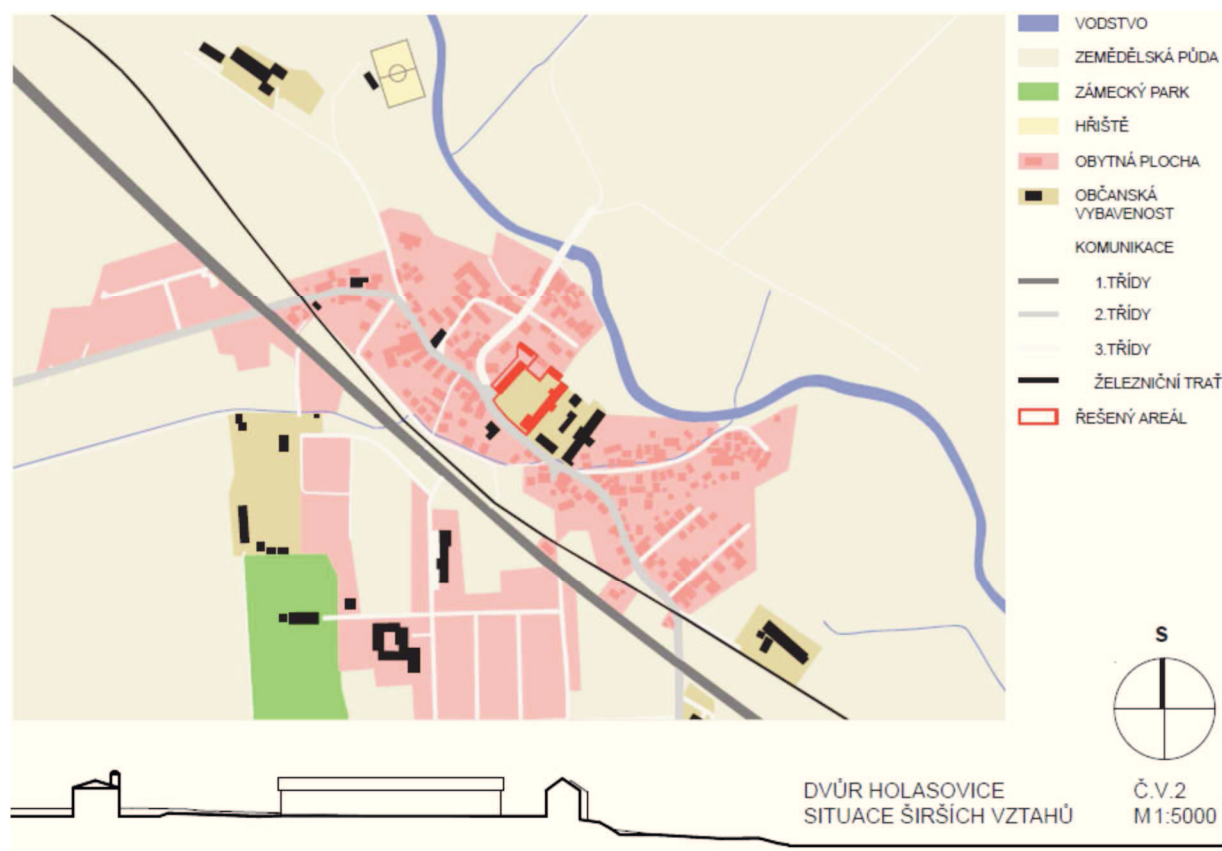 VODSTVO
ZEMĚDĚLSKÁ PŮDA
ZÁMECKÝ PARK
HŘIŠTĚ
OBYTNÁ PLOCHA
OBČANSKÁ
VYBAVENOST
KOMUNIKACE
1.TŘÍDY
2.TŘÍDY
3.TŘÍDY
ŽELEZNIČNÍ TRAŤ
ŘEŠENÝ AREÁL
S
DVŮR HOLASOVICE Č.V.2
SITUACE ŠIRŠÍCH VZTAHŮ M 1:5000